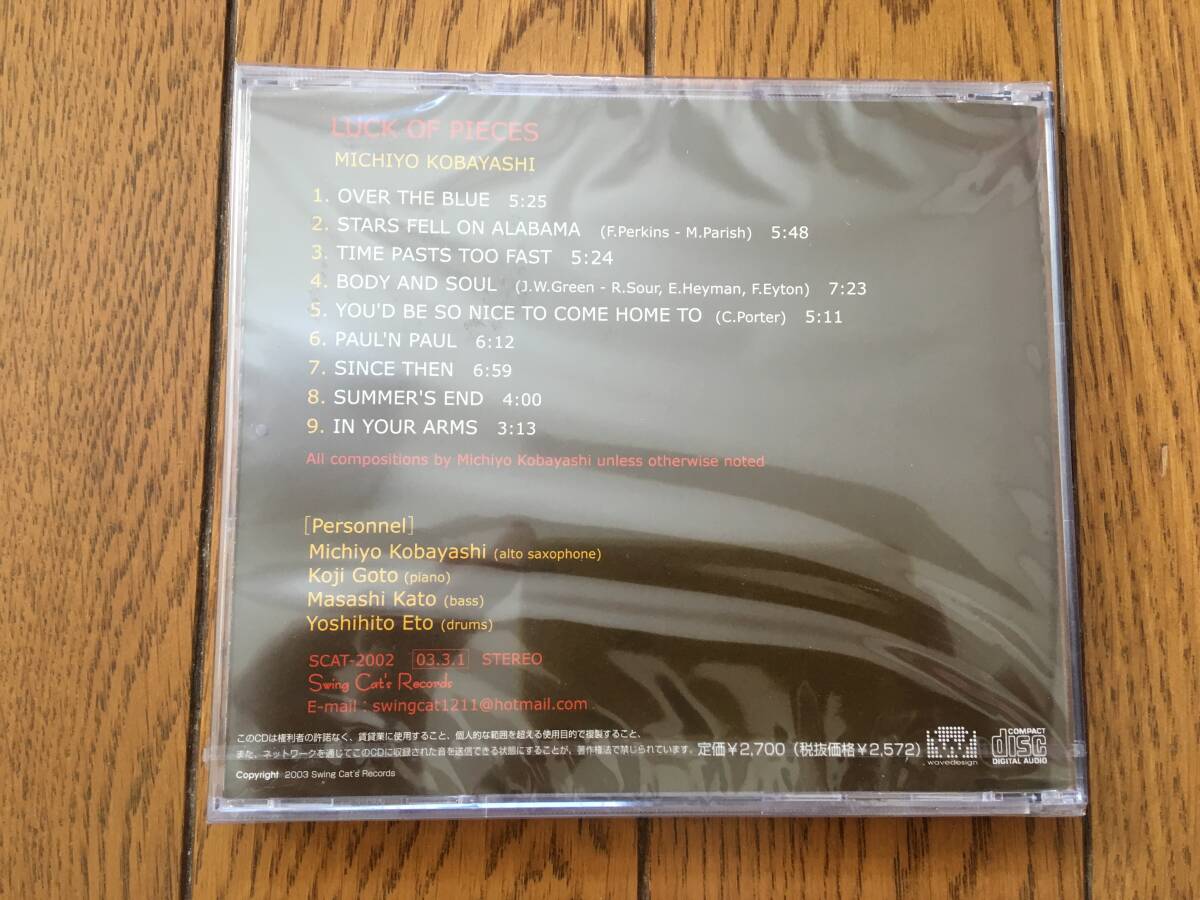 LUCK OF PIECES
MICHIYO KOBAYASHI
1. OVER THE BLUE 5:25
2. STARS FELL ON ALABAMA (F.Perkins - M.Parish) 5:48
3. TIME PASTS TOO FAST 5:24
4. BODY AND SOUL (J.W.Green - R.Sour, E.Heyman, F.Eyton) 7:23
5. YOU'D BE SO NICE TO COME HOME TO (C.Porter) 5:11
6. PAUL'N PAUL 6:12
7. SINCE THEN 6:59
8. SUMMER'S END 4:00
9. IN YOUR ARMS 3:13
All compositions by Michiyo Kobayashi unless otherwise noted
[Personnel]
Michiyo Kobayashi (alto saxophone)
Koji Goto (piano)
Masashi Kato (bass)
Yoshihito Eto (drums)
SCAT-2002 03.3.1 STEREO
Swing Cat's Records
E-mail : swingcat1211@hotmail.com
このCDは権利者の許諾なく、賃貸業に使用すること、個人的な範囲を超える使用目的で複製すること、
また、ネットワークを通じてこのCDに収録された音を送信できる状態にすることが、著作権法で禁じられています。 定価¥2,700（税抜価格¥2,572）
wavedesign
COMPACT
disc
DIGITAL AUDIO
Copyright 2003 Swing Cat's Records